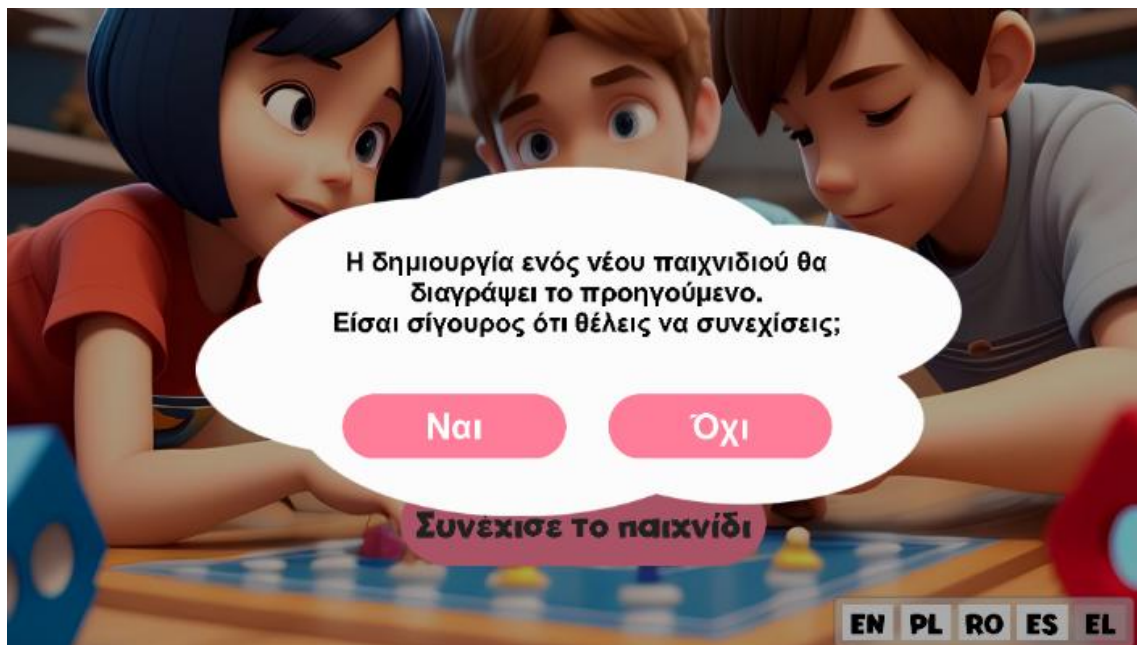 Η δημιουργία ενός νέου παιχνιδιού θα
διαγράψει το προηγούμενο.
Είσαι σίγουρος ότι θέλεις να συνεχίσεις;
Ναι Όχι
Συνέχισε το παιχνίδι
EN PL RO ES EL